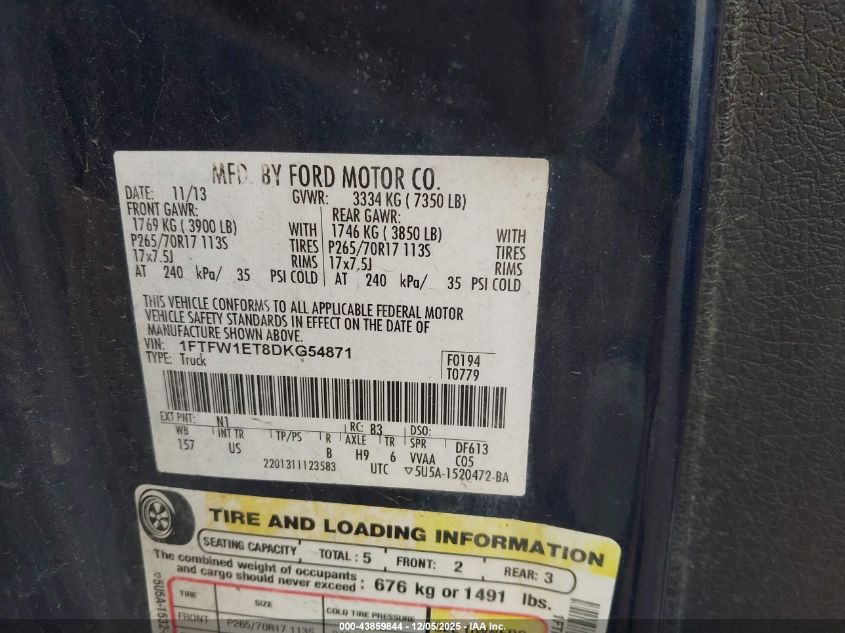 MFD. BY FORD MOTOR CO.
DATE: 11/13 GVWR: 3334 KG ( 7350 LB)
FRONT GAWR: REAR GAWR:
1769 KG ( 3900 LB) WITH 1746 KG ( 3850 LB) WITH
P265/70R17 113S TIRES P265/70R17 113S TIRES
17x7.5J RIMS 17x7.5J RIMS
AT 240 kPa/ 35 PSI COLD AT 240 kPa/ 35 PSI COLD
THIS VEHICLE CONFORMS TO ALL APPLICABLE FEDERAL MOTOR
VEHICLE SAFETY STANDARDS IN EFFECT ON THE DATE OF
MANUFACTURE SHOWN ABOVE.
VIN: 1FTFW1ET8DKG54871 F0194
TYPE: Truck T0779
EXT PNT: N1 RC: B3 DSO:
WB INT TR TP/PS R AXLE TR SPR DF613
157 US B H9 6 VVAA C05
2201311123583 UTC ▽5U5A-1520472-BA
TIRE AND LOADING INFORMATION
SEATING CAPACITY TOTAL : 5 FRONT: 2 REAR: 3
The combined weight of occupants
and cargo should never exceed : 676 kg or 1491 lbs.
TIRE SIZE COLD TIRE PRESSURE
FRONT P265/70R17 113S
▽5U5A-1532
1FT
000-43859844 | 12/05/2025 | IAA Inc.